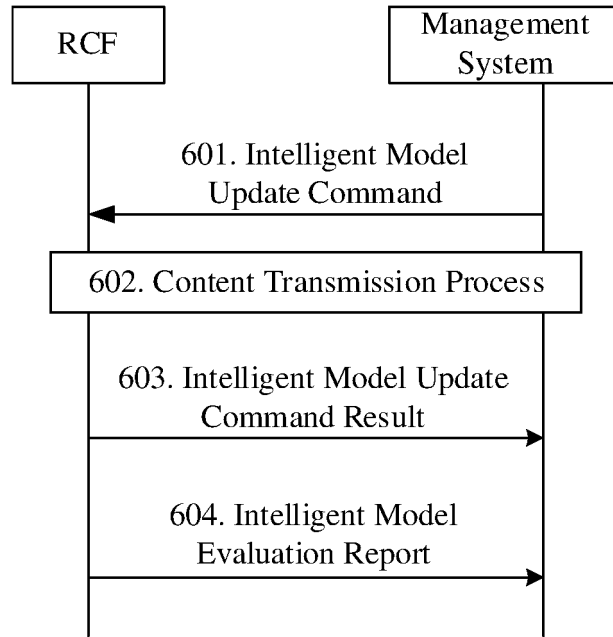 RCF
Management
System
601. Intelligent Model
Update Command
602. Content Transmission Process
603. Intelligent Model Update
Command Result
604. Intelligent Model
Evaluation Report